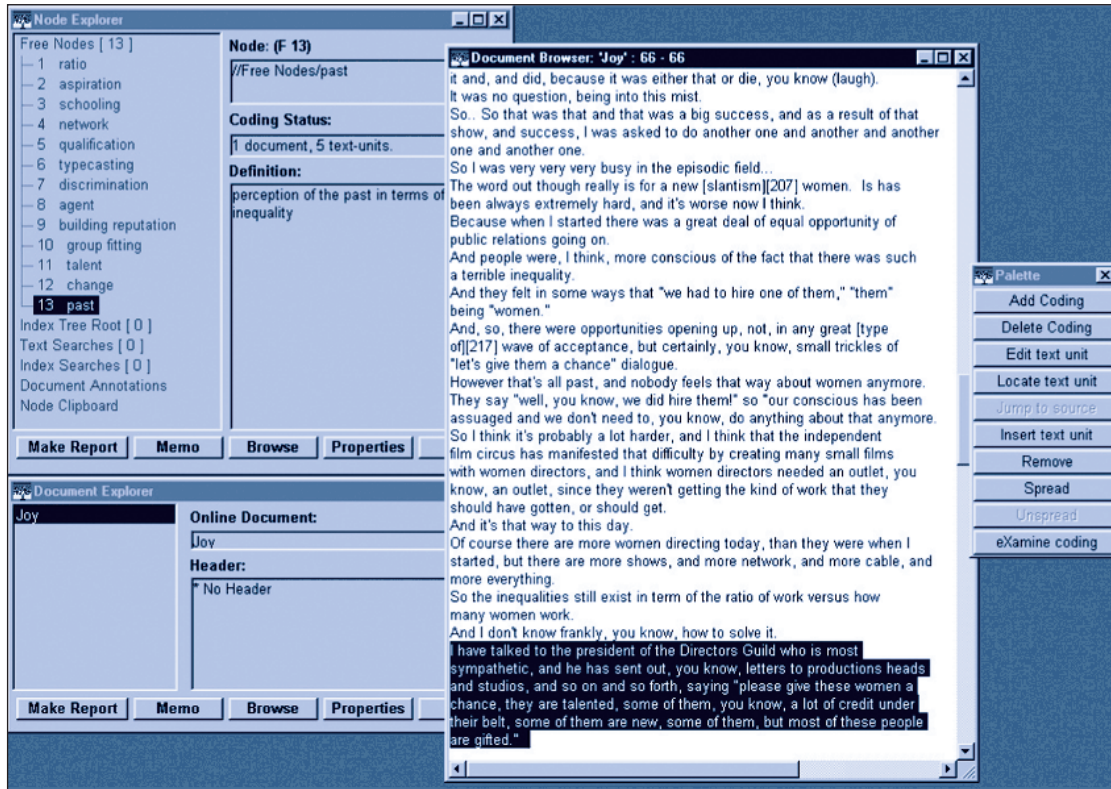 Node Explorer
Free Nodes [ 13 ]
1 ratio
2 aspiration
3 schooling
4 network
5 qualification
6 typecasting
7 discrimination
8 agent
9 building reputation
10 group fitting
11 talent
12 change
13 past
Index Tree Root [ 0 ]
Text Searches [ 0 ]
Index Searches [ 0 ]
Document Annotations
Node Clipboard
Node: (F 13)
//Free Nodes/past
Coding Status:
1 document, 5 text-units.
Definition:
perception of the past in terms of
inequality
Make Report Memo Browse Properties
Document Explorer
Joy
Online Document:
Joy
Header:
* No Header
Make Report Memo Browse Properties
Document Browser: 'Joy' : 66 - 66
it and, and did, because it was either that or die, you know (laugh).
It was no question, being into this mist.
So.. So that was that and that was a big success, and as a result of that
show, and success, I was asked to do another one and another and another
one and another one.
So I was very very very busy in the episodic field...
The word out though really is for a new [slantism][207] women. Is has
been always extremely hard, and it's worse now I think.
Because when I started there was a great deal of equal opportunity of
public relations going on.
And people were, I think, more conscious of the fact that there was such
a terrible inequality.
And they felt in some ways that "we had to hire one of them," "them"
being "women."
And, so, there were opportunities opening up, not, in any great [type
of][217] wave of acceptance, but certainly, you know, small trickles of
"let's give them a chance" dialogue.
However that's all past, and nobody feels that way about women anymore.
They say "well, you know, we did hire them!" so "our conscious has been
assuaged and we don't need to, you know, do anything about that anymore.
So I think it's probably a lot harder, and I think that the independent
film circus has manifested that difficulty by creating many small films
with women directors, and I think women directors needed an outlet, you
know, an outlet, since they weren't getting the kind of work that they
should have gotten, or should get.
And it's that way to this day.
Of course there are more women directing today, than they were when I
started, but there are more shows, and more network, and more cable, and
more everything.
So the inequalities still exist in term of the ratio of work versus how
many women work.
And I don't know frankly, you know, how to solve it.
I have talked to the president of the Directors Guild who is most
sympathetic, and he has sent out, you know, letters to productions heads
and studios, and so on and so forth, saying "please give these women a
chance, they are talented, some of them, you know, a lot of credit under
their belt, some of them are new, some of them, but most of these people
are gifted."
Palette
Add Coding
Delete Coding
Edit text unit
Locate text unit
Jump to source
Insert text unit
Remove
Spread
Unspread
eXamine coding